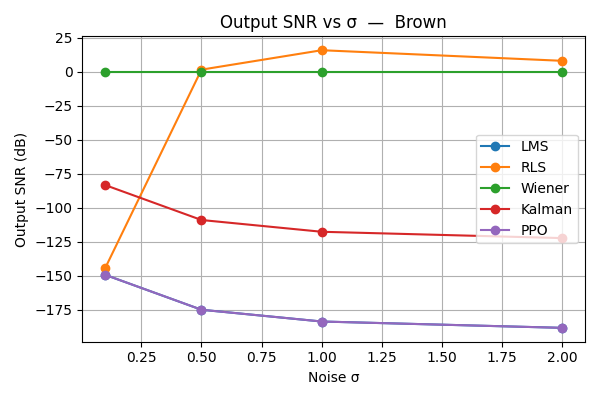 Output SNR vs σ — Brown
Output SNR (dB)
25
0
−25
−50
−75
−100
−125
−150
−175
0.25
0.50
0.75
1.00
1.25
1.50
1.75
2.00
Noise σ
LMS
RLS
Wiener
Kalman
PPO